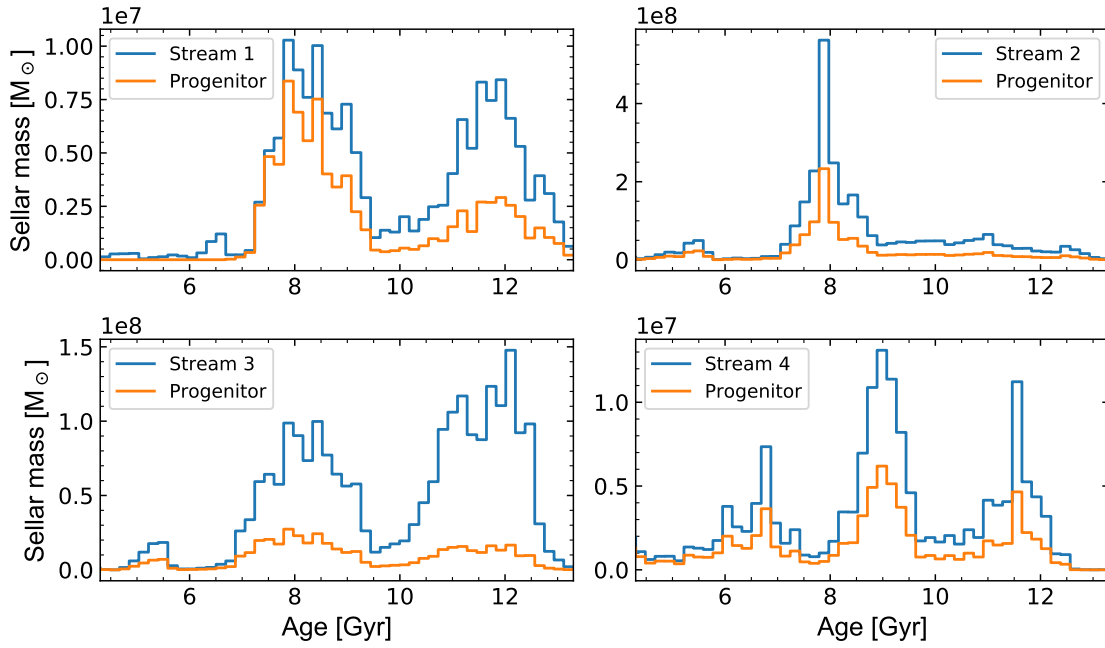 1e7
Sellar mass [M⊙]
1.00
0.75
0.50
0.25
0.00
Stream 1
Progenitor
6 8 10 12
1e8
4
2
0
Stream 2
Progenitor
6 8 10 12
1e8
Sellar mass [M⊙]
1.5
1.0
0.5
0.0
Stream 3
Progenitor
6 8 10 12
Age [Gyr]
1e7
1.0
0.5
0.0
Stream 4
Progenitor
6 8 10 12
Age [Gyr]